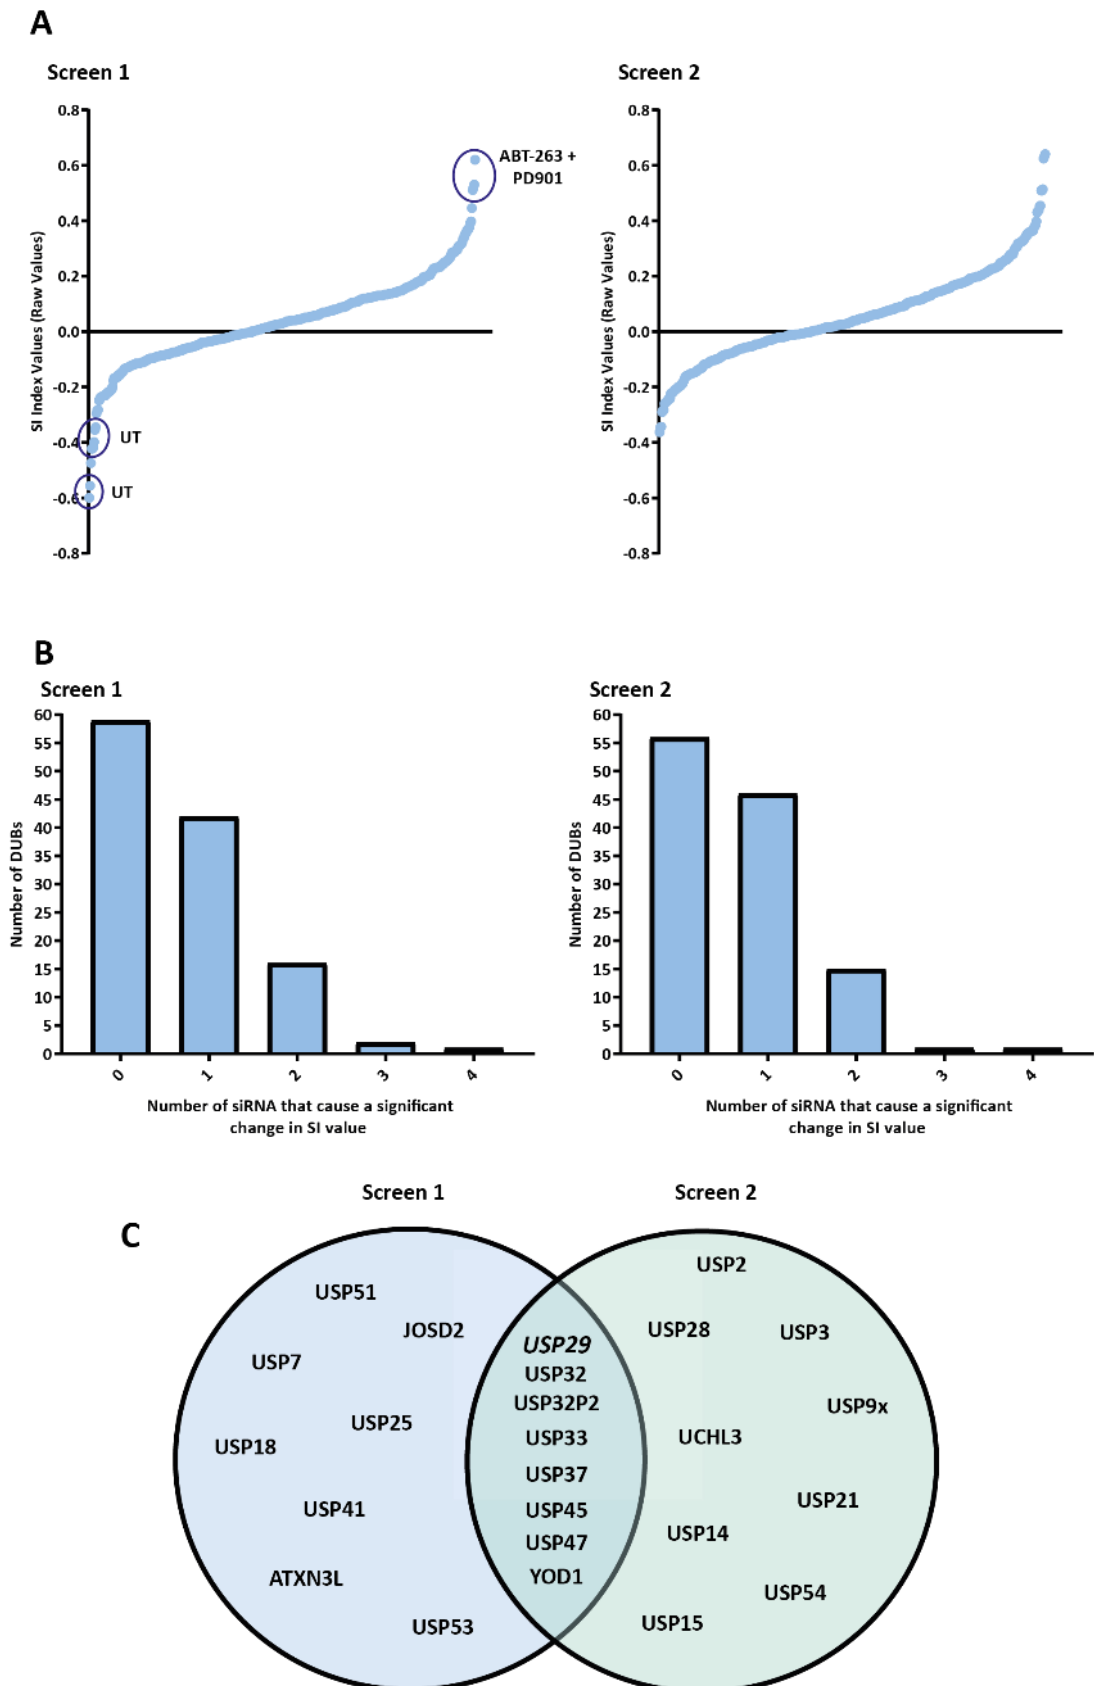 A
Screen 1
Screen 2
0.8
0.6
0.4
0.2
0.0
-0.2
-0.4
-0.6
-0.8
SI Index Values (Raw Values)
ABT-263 +
PD901
UT
UT
0.8
0.6
0.4
0.2
0.0
-0.2
-0.4
-0.6
-0.8
SI Index Values (Raw Values)
B
Screen 1
Screen 2
60
55
50
45
40
35
30
25
20
15
10
5
0
Number of DUBs
0
1
2
3
4
Number of siRNA that cause a significant
change in SI value
60
55
50
45
40
35
30
25
20
15
10
5
0
Number of DUBs
0
1
2
3
4
Number of siRNA that cause a significant
change in SI value
C
Screen 1
Screen 2
USP51
JOSD2
USP7
USP25
USP18
USP41
ATXN3L
USP53
USP29
USP32
USP32P2
USP33
USP37
USP45
USP47
YOD1
USP2
USP28
USP3
USP9x
UCHL3
USP21
USP14
USP54
USP15